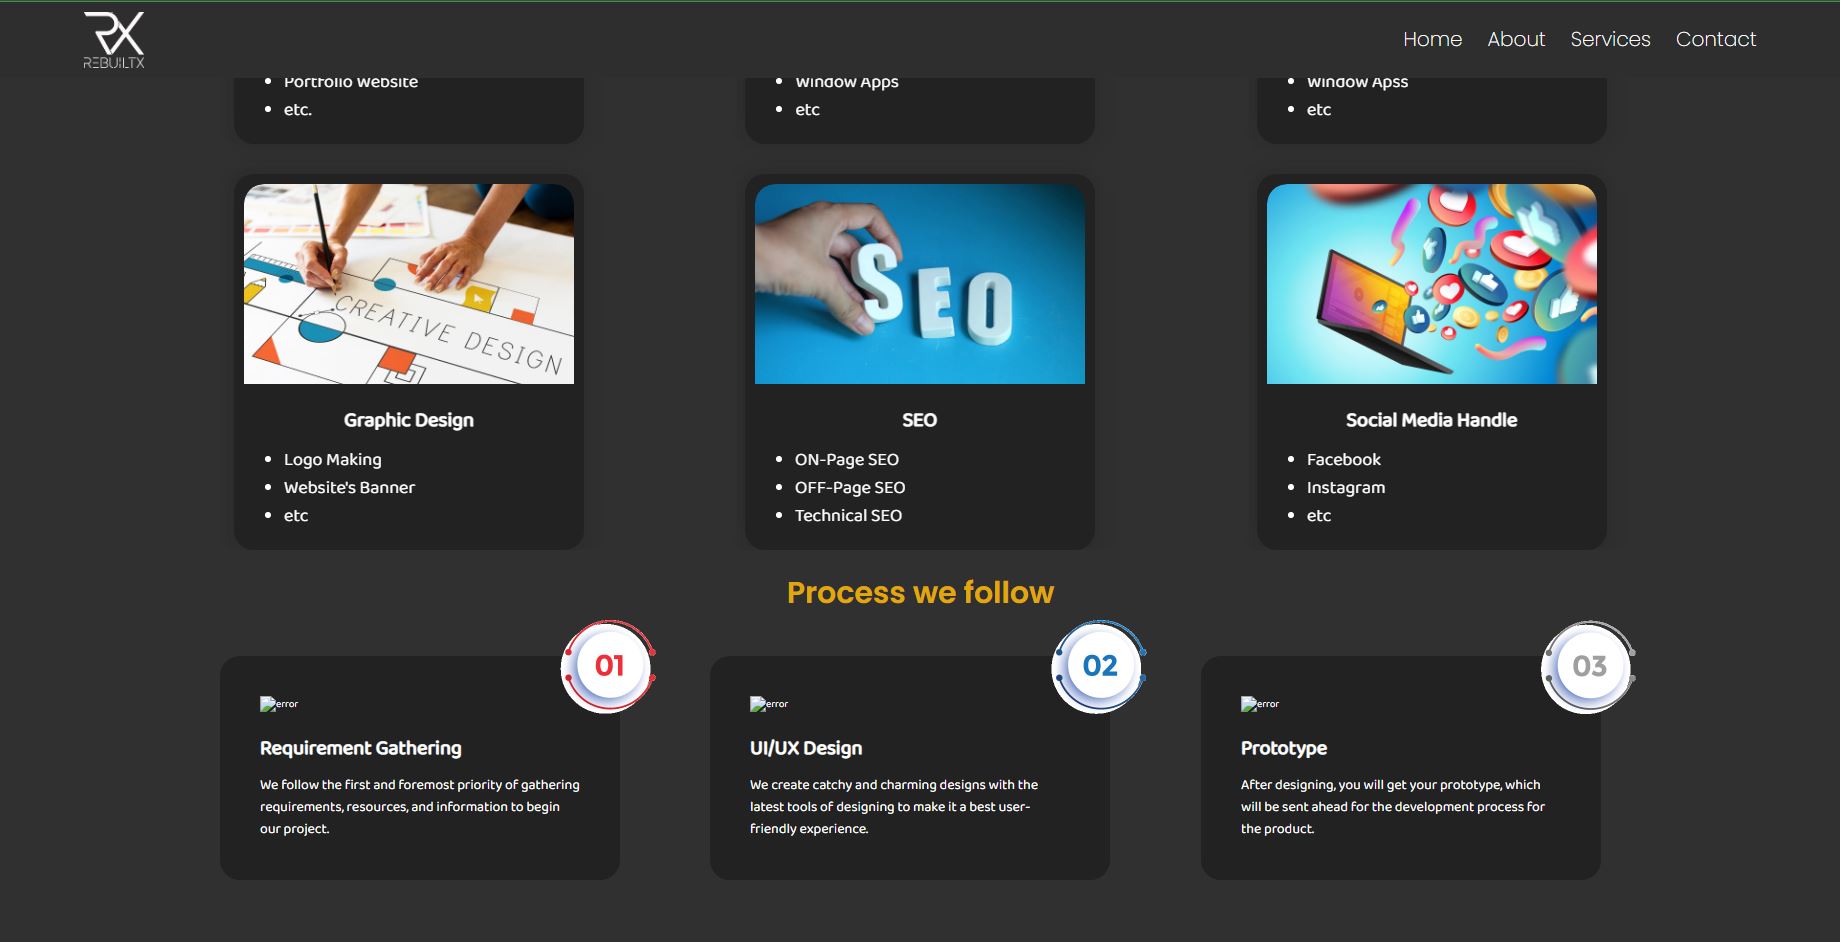 RX
REBUILTX
Home About Services Contact
Portfolio Website
etc.
Window Apps
etc
Window Apss
etc
CREATIVE DESIGN
Graphic Design
Logo Making
Website's Banner
etc
SEO
SEO
ON-Page SEO
OFF-Page SEO
Technical SEO
Social Media Handle
Facebook
Instagram
etc
Process we follow
01
error
Requirement Gathering
We follow the first and foremost priority of gathering
requirements, resources, and information to begin
our project.
02
error
UI/UX Design
We create catchy and charming designs with the
latest tools of designing to make it a best user-
friendly experience.
03
error
Prototype
After designing, you will get your prototype, which
will be sent ahead for the development process for
the product.